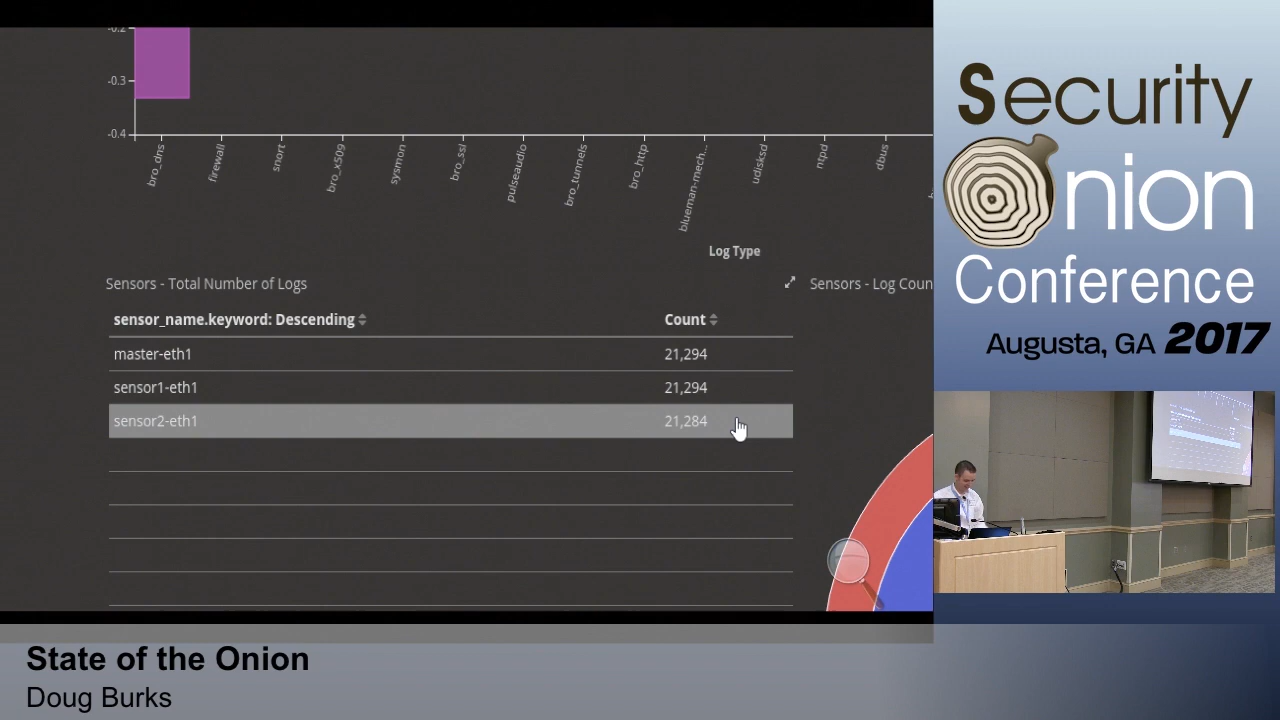 -0.2
-0.3
-0.4
bro_dns
firewall
snort
bro_x509
sysmon
bro_ssl
pulseaudio
bro_tunnels
bro_http
blueman-mech...
udisksd
ntpd
dbus
Log Type
Sensors - Total Number of Logs
Sensors - Log Coun
sensor_name.keyword: Descending
Count
master-eth1
21,294
sensor1-eth1
21,294
sensor2-eth1
21,284
Security
Onion
Conference
Augusta, GA 2017
State of the Onion
Doug Burks